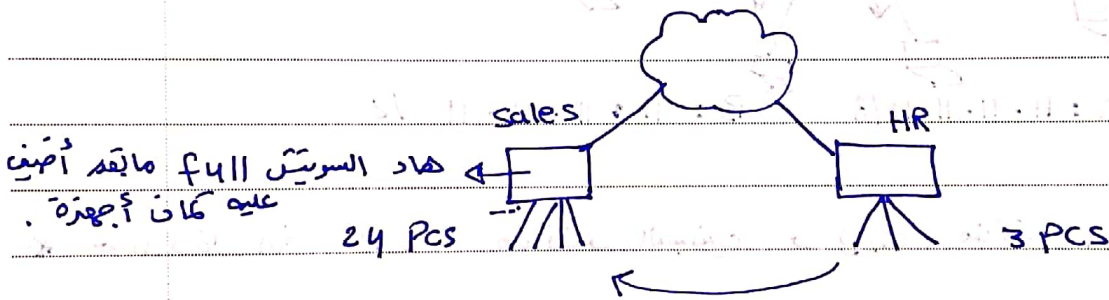 sales
HR
هاد السويتش full مابقدر أضيف
عليه كمان أجهزة .
24 PCS
3 PCS